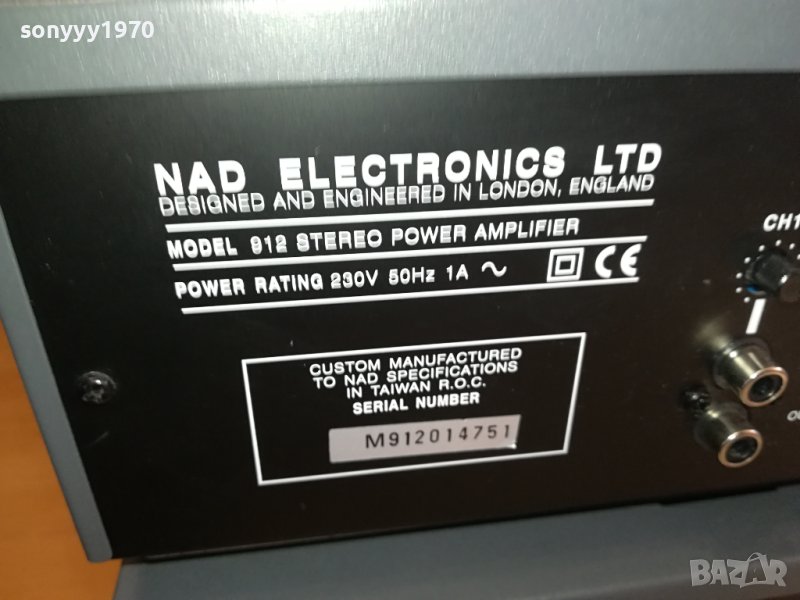 sonyyy1970
NAD ELECTRONICS LTD
DESIGNED AND ENGINEERED IN LONDON, ENGLAND
MODEL 912 STEREO POWER AMPLIFIER
POWER RATING 230V 50Hz 1A ~ CE
CH1
CUSTOM MANUFACTURED
TO NAD SPECIFICATIONS
IN TAIWAN R.O.C.
SERIAL NUMBER
M912014751
BAZAR